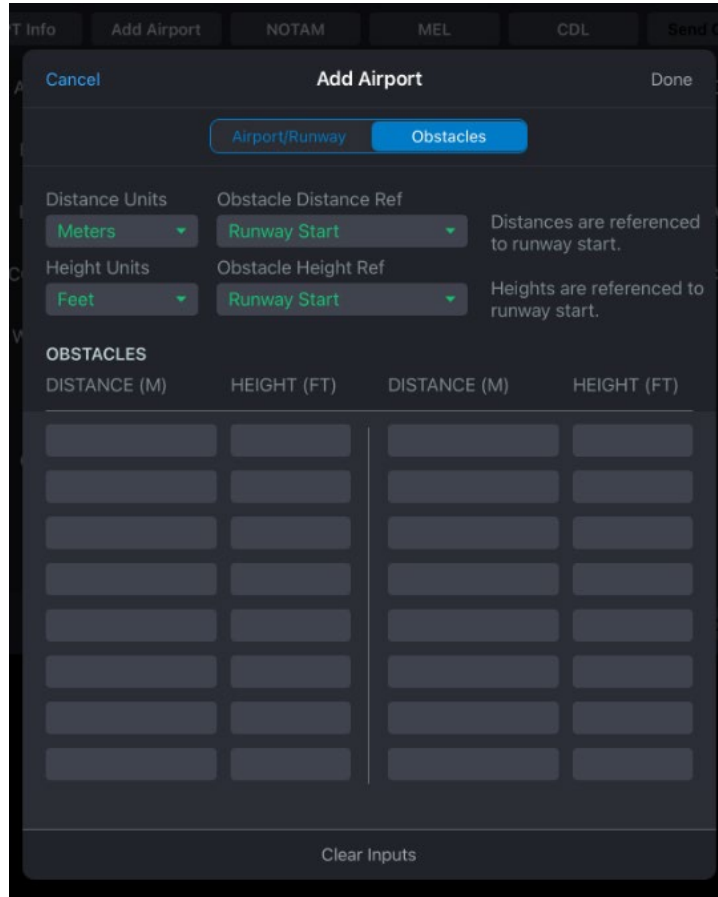 T Info Add Airport NOTAM MEL CDL Send
Cancel Add Airport Done
Airport/Runway Obstacles
Distance Units Obstacle Distance Ref
Meters Runway Start
Distances are referenced
to runway start.
Height Units Obstacle Height Ref
Feet Runway Start
Heights are referenced to
runway start.
OBSTACLES
DISTANCE (M) HEIGHT (FT) DISTANCE (M) HEIGHT (FT)
Clear Inputs